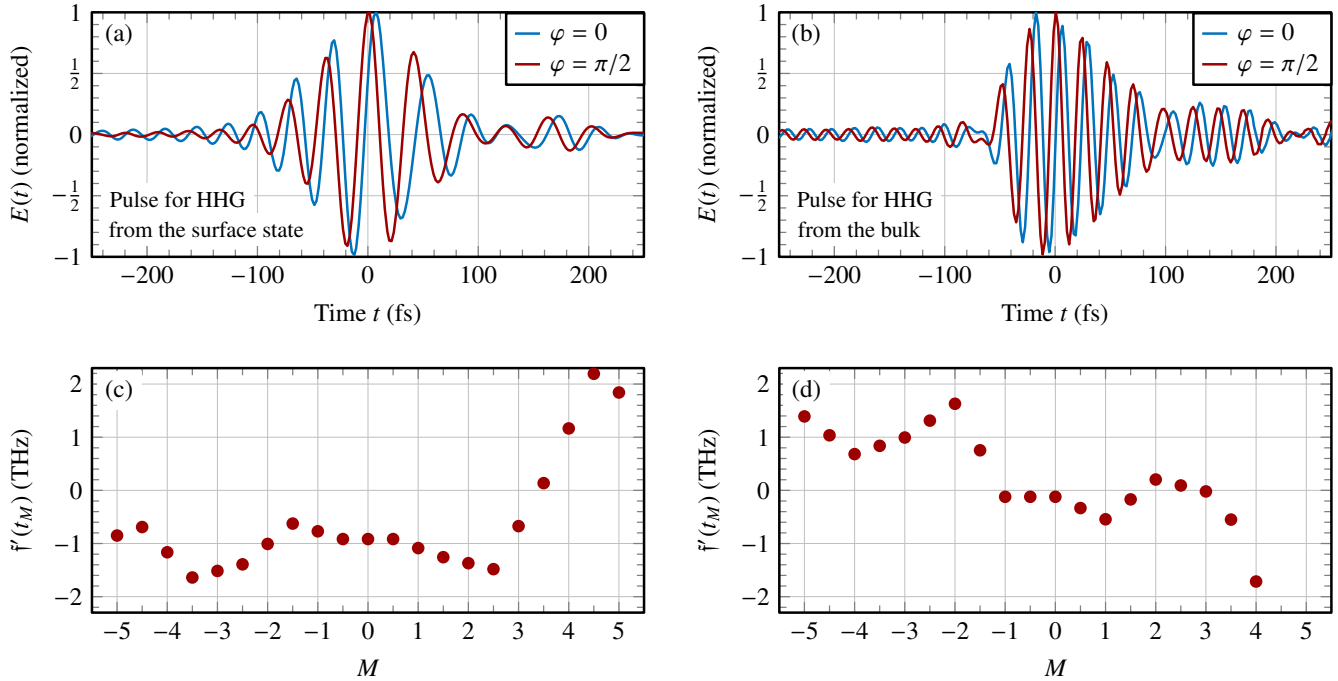 (a)
φ = 0
φ = π/2
Pulse for HHG
from the surface state
E(t) (normalized)
1
1/2
0
−1/2
−1
−200 −100 0 100 200
Time t (fs)
(b)
φ = 0
φ = π/2
Pulse for HHG
from the bulk
E(t) (normalized)
1
1/2
0
−1/2
−1
−200 −100 0 100 200
Time t (fs)
(c)
𝔣′(t_M) (THz)
2
1
0
−1
−2
−5 −4 −3 −2 −1 0 1 2 3 4 5
M
(d)
𝔣′(t_M) (THz)
2
1
0
−1
−2
−5 −4 −3 −2 −1 0 1 2 3 4 5
M